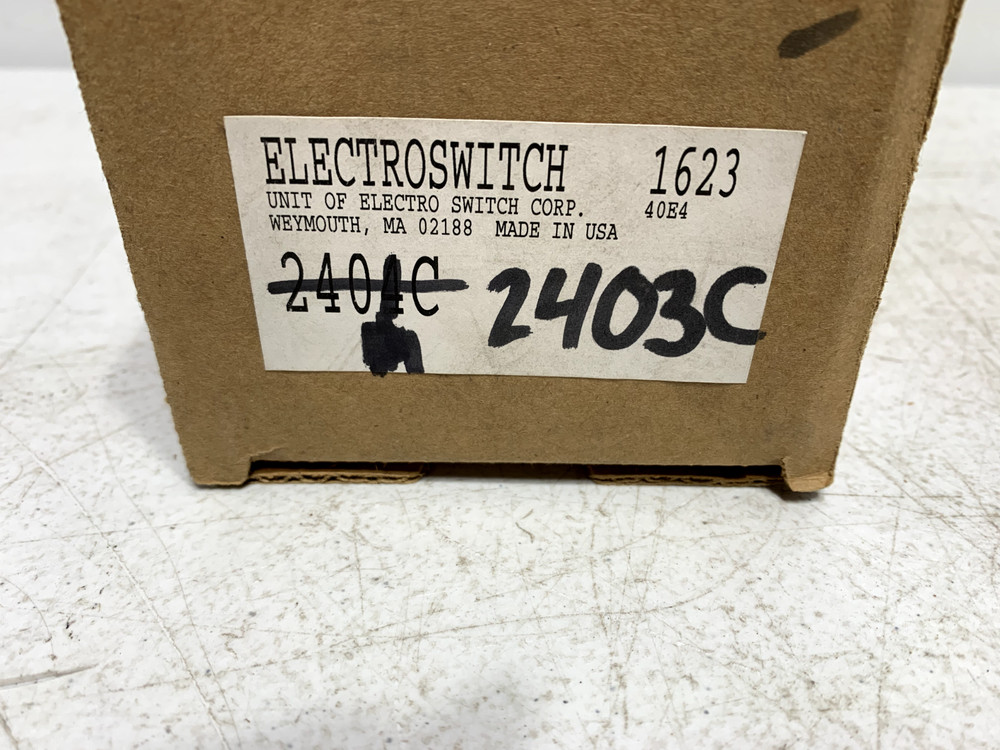 ELECTROSWITCH 1623
UNIT OF ELECTRO SWITCH CORP. 40E4
WEYMOUTH, MA 02188 MADE IN USA
2404C 2403C